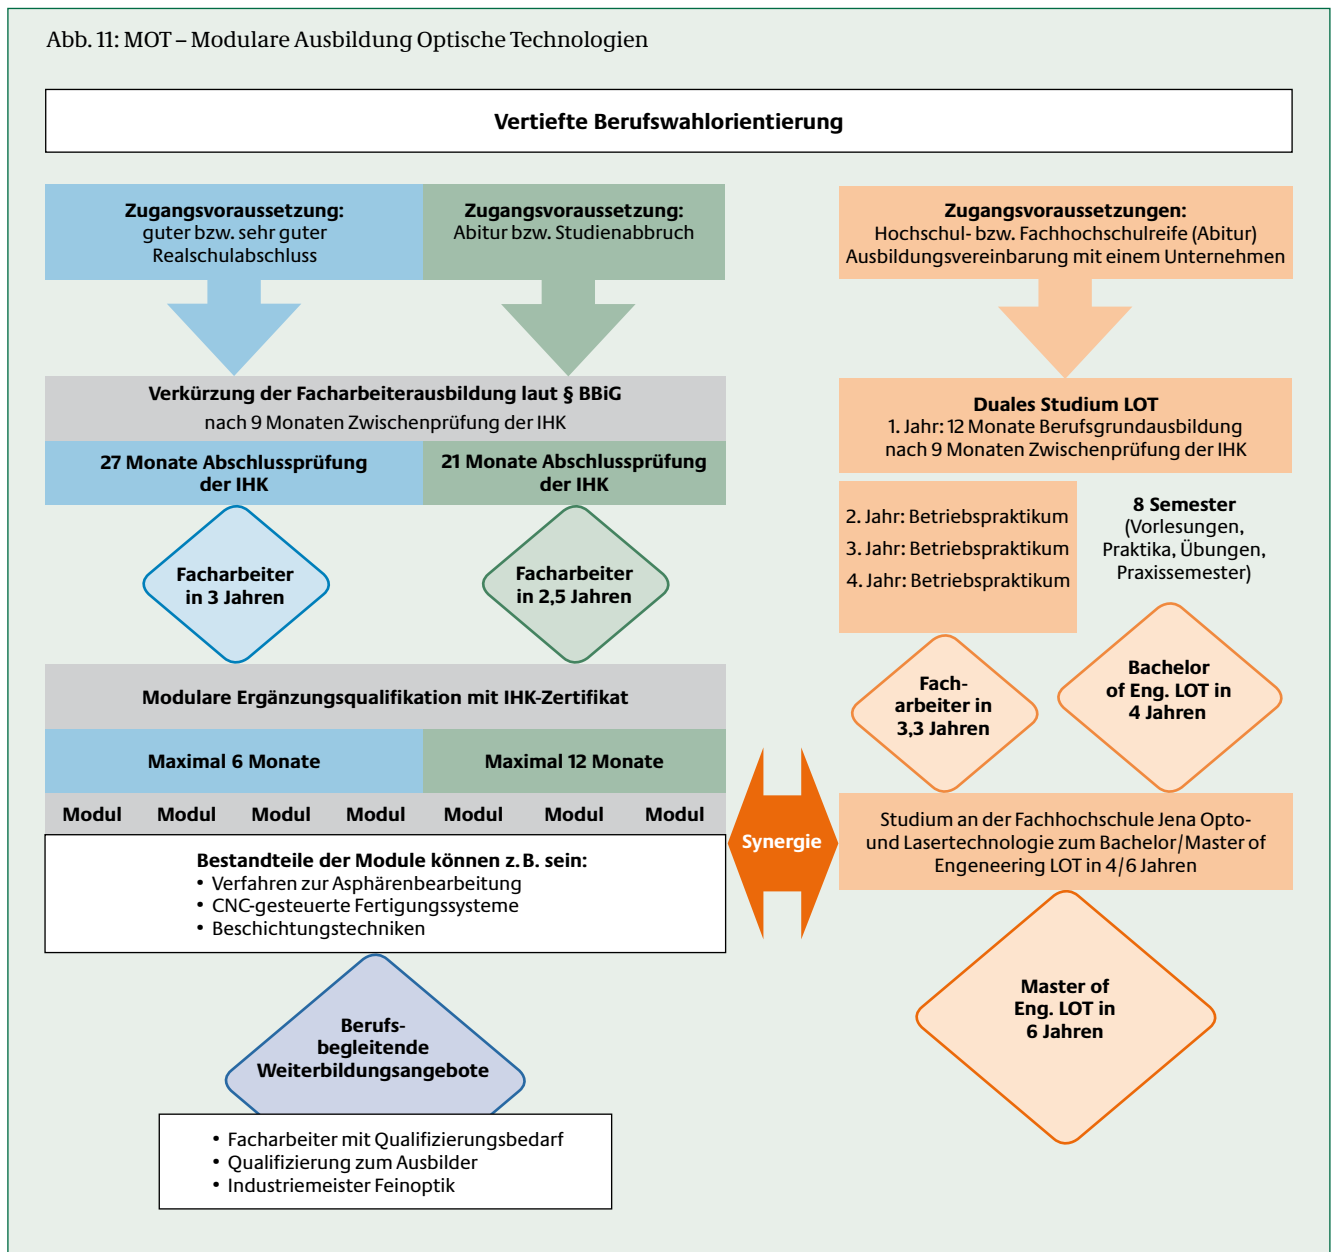 Abb. 11: MOT – Modulare Ausbildung Optische Technologien
Vertiefte Berufswahlorientierung
Zugangsvoraussetzung:
guter bzw. sehr guter
Realschulabschluss
Zugangsvoraussetzung:
Abitur bzw. Studienabbruch
Verkürzung der Facharbeiterausbildung laut § BBiG
nach 9 Monaten Zwischenprüfung der IHK
27 Monate Abschlussprüfung
der IHK
21 Monate Abschlussprüfung
der IHK
Facharbeiter
in 3 Jahren
Facharbeiter
in 2,5 Jahren
Modulare Ergänzungsqualifikation mit IHK-Zertifikat
Maximal 6 Monate
Maximal 12 Monate
Modul Modul Modul Modul Modul Modul Modul
Bestandteile der Module können z. B. sein:
• Verfahren zur Asphärenbearbeitung
• CNC-gesteuerte Fertigungssysteme
• Beschichtungstechniken
Berufs-
begleitende
Weiterbildungsangebote
• Facharbeiter mit Qualifizierungsbedarf
• Qualifizierung zum Ausbilder
• Industriemeister Feinoptik
Synergie
Zugangsvoraussetzungen:
Hochschul- bzw. Fachhochschulreife (Abitur)
Ausbildungsvereinbarung mit einem Unternehmen
Duales Studium LOT
1. Jahr: 12 Monate Berufsgrundausbildung
nach 9 Monaten Zwischenprüfung der IHK
2. Jahr: Betriebspraktikum
3. Jahr: Betriebspraktikum
4. Jahr: Betriebspraktikum
8 Semester
(Vorlesungen,
Praktika, Übungen,
Praxissemester)
Fach-
arbeiter in
3,3 Jahren
Bachelor
of Eng. LOT in
4 Jahren
Studium an der Fachhochschule Jena Opto-
und Lasertechnologie zum Bachelor/Master of
Engeneering LOT in 4/6 Jahren
Master of
Eng. LOT in
6 Jahren